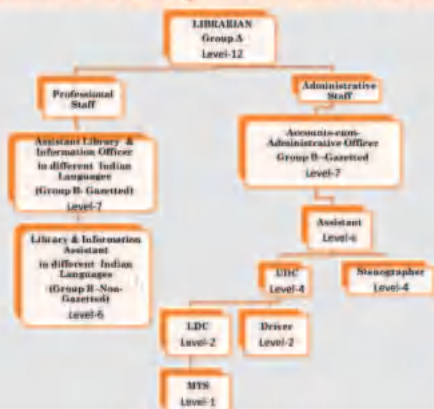 LIBRARIAN
Group A
Level-12
Professional
Staff
Administrative
Staff
Assistant Library &
Information Officer
in different Indian
Languages
(Group B- Gazetted)
Level-7
Accounts-cum-
Administrative Officer
Group B-Gazetted
Level-7
Library & Information
Assistant
in different Indian
Languages
(Group B -Non-
Gazetted)
Level-6
Assistant
Level-6
UDC
Level-4
Stenographer
Level-4
LDC
Level-2
Driver
Level-2
MTS
Level-1